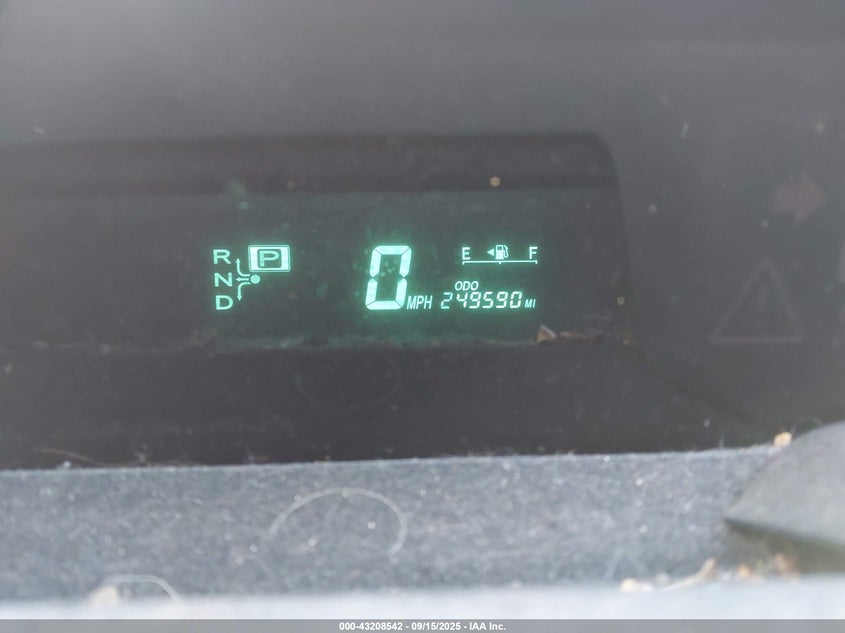 R P
N
D
0 MPH
E F
ODO
249590 MI
000-43208542 - 09/15/2025 - IAA Inc.